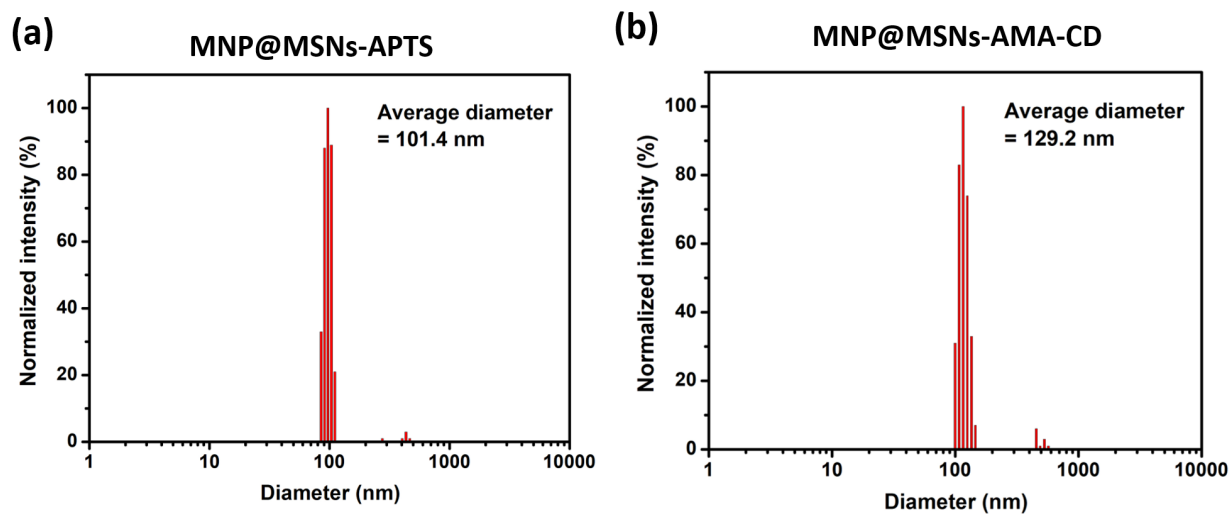 (a)
MNP@MSNs-APTS
Average diameter
= 101.4 nm
Normalized intensity (%)
100
80
60
40
20
0
1
10
100
1000
10000
Diameter (nm)
(b)
MNP@MSNs-AMA-CD
Average diameter
= 129.2 nm
Normalized intensity (%)
100
80
60
40
20
0
1
10
100
1000
10000
Diameter (nm)